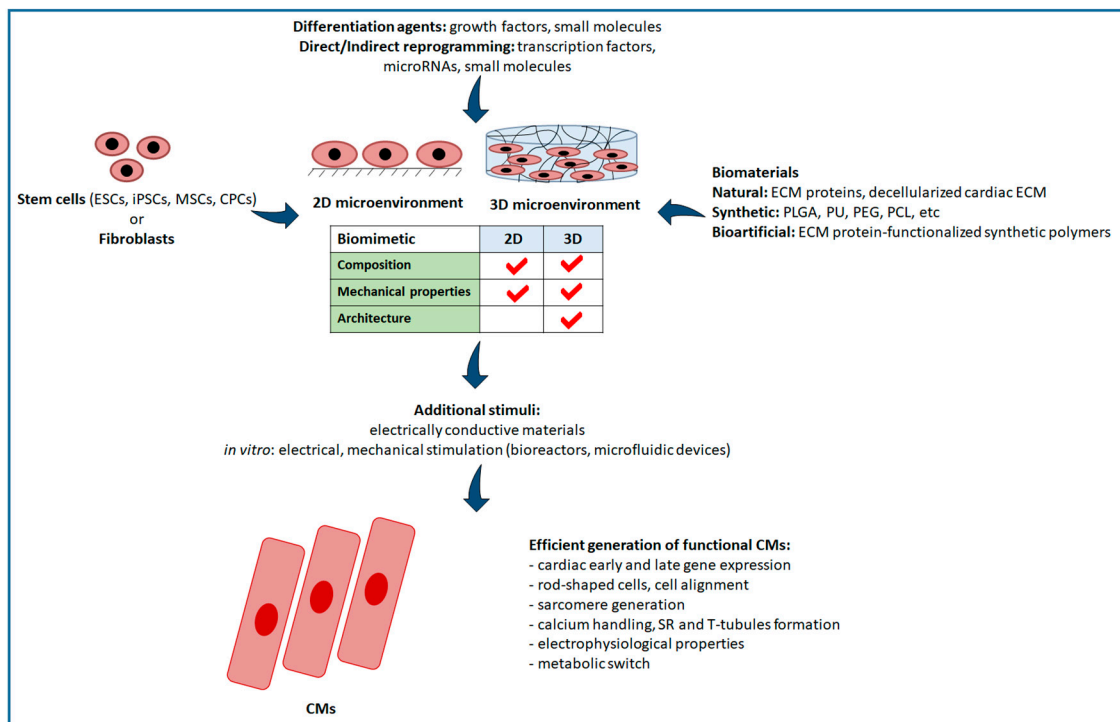 Differentiation agents: growth factors, small molecules
Direct/Indirect reprogramming: transcription factors,
microRNAs, small molecules
Stem cells (ESCs, iPSCs, MSCs, CPCs)
or
Fibroblasts
2D microenvironment
3D microenvironment
Biomaterials
Natural: ECM proteins, decellularized cardiac ECM
Synthetic: PLGA, PU, PEG, PCL, etc
Bioartificial: ECM protein-functionalized synthetic polymers
Biomimetic 2D 3D
Composition ✓ ✓
Mechanical properties ✓ ✓
Architecture ✓
Additional stimuli:
electrically conductive materials
in vitro: electrical, mechanical stimulation (bioreactors, microfluidic devices)
Efficient generation of functional CMs:
- cardiac early and late gene expression
- rod-shaped cells, cell alignment
- sarcomere generation
- calcium handling, SR and T-tubules formation
- electrophysiological properties
- metabolic switch
CMs